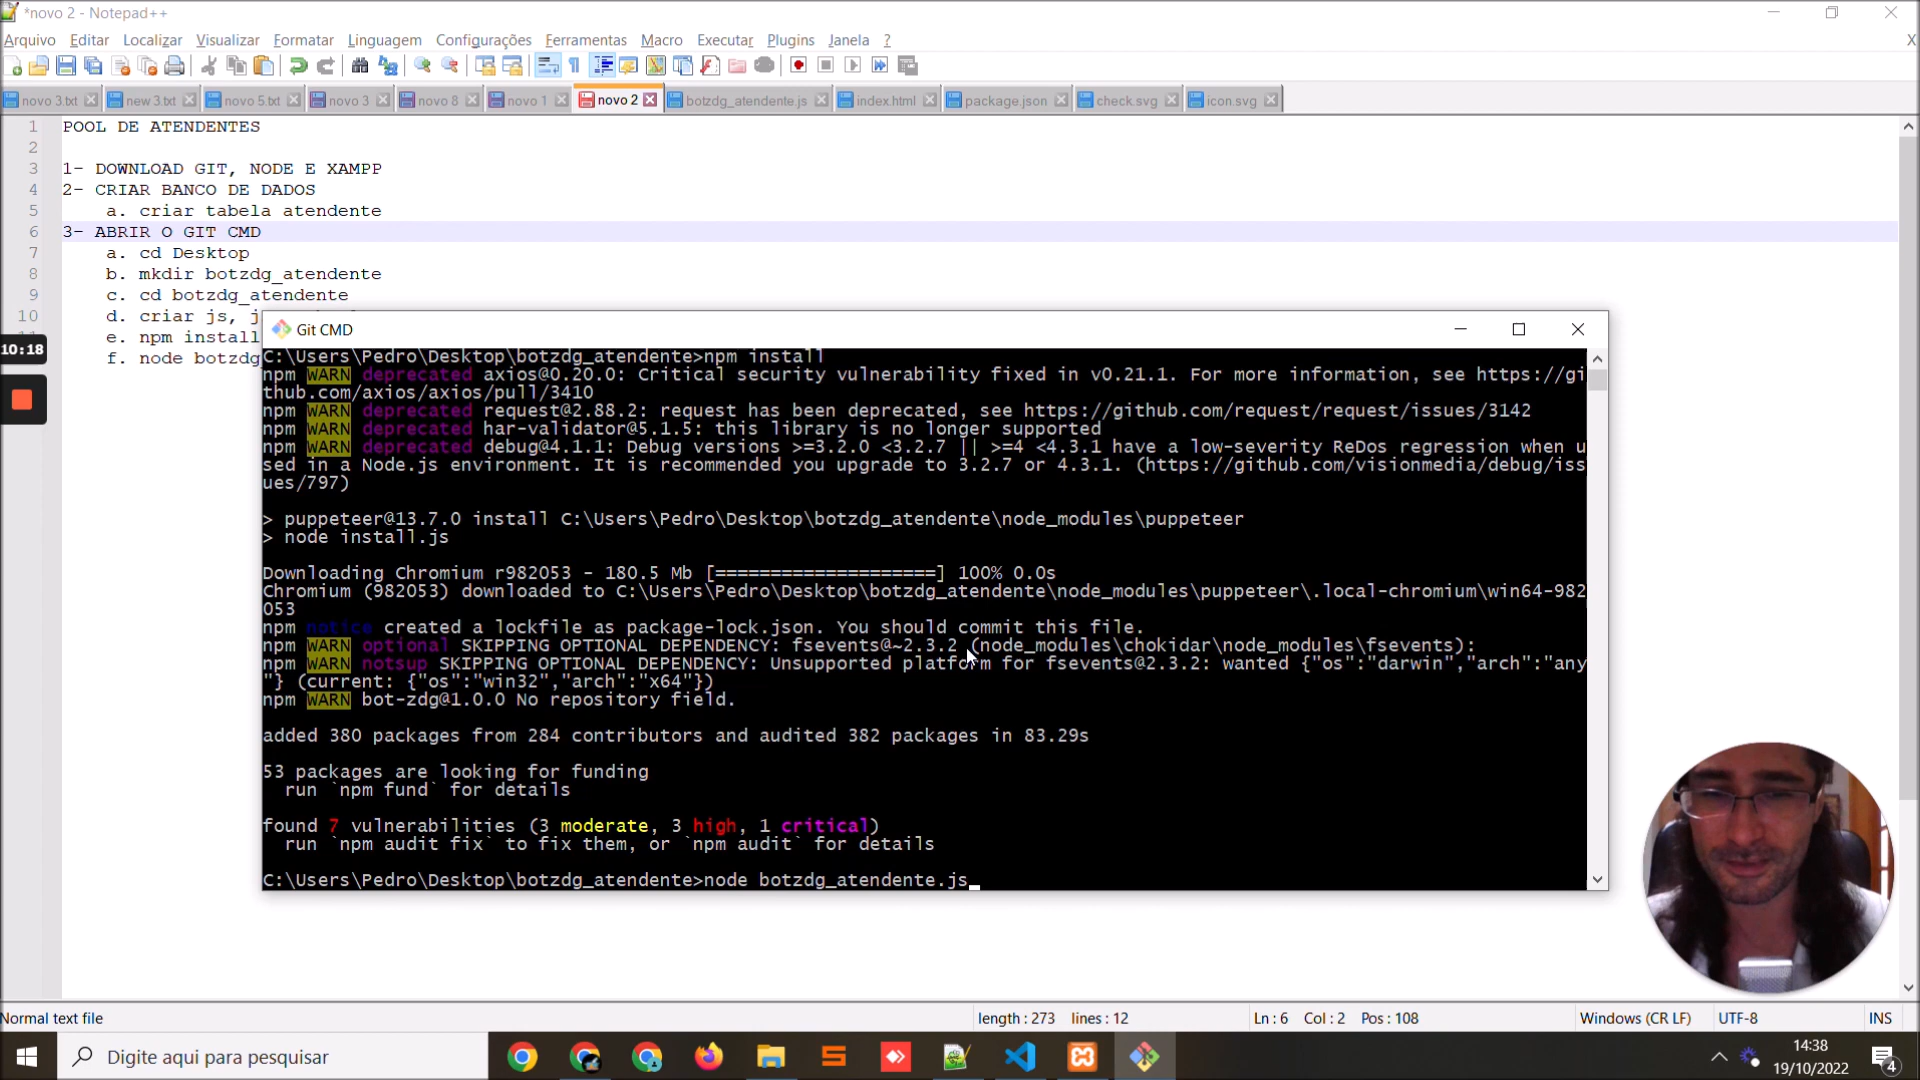 *novo 2 - Notepad++
Arquivo Editar Localizar Visualizar Formatar Linguagem Configurações Ferramentas Macro Executar Plugins Janela ?
X
novo 3.txt new 3.txt novo 5.txt novo 3 novo 8 novo 1 novo 2 botzdg_atendente.js index.html package.json check.svg icon.svg
1 POOL DE ATENDENTES
2
3 1- DOWNLOAD GIT, NODE E XAMPP
4 2- CRIAR BANCO DE DADOS
5 a. criar tabela atendente
6 3- ABRIR O GIT CMD
7 a. cd Desktop
8 b. mkdir botzdg_atendente
9 c. cd botzdg_atendente
10 d. criar js, j
e. npm install
f. node botzdg
10:18
Git CMD
C:\Users\Pedro\Desktop\botzdg_atendente>npm install
npm WARN deprecated axios@0.20.0: Critical security vulnerability fixed in v0.21.1. For more information, see https://gi
thub.com/axios/axios/pull/3410
npm WARN deprecated request@2.88.2: request has been deprecated, see https://github.com/request/request/issues/3142
npm WARN deprecated har-validator@5.1.5: this library is no longer supported
npm WARN deprecated debug@4.1.1: Debug versions >=3.2.0 <3.2.7 || >=4 <4.3.1 have a low-severity ReDos regression when u
sed in a Node.js environment. It is recommended you upgrade to 3.2.7 or 4.3.1. (https://github.com/visionmedia/debug/iss
ues/797)
> puppeteer@13.7.0 install C:\Users\Pedro\Desktop\botzdg_atendente\node_modules\puppeteer
> node install.js
Downloading Chromium r982053 - 180.5 Mb [====================] 100% 0.0s
Chromium (982053) downloaded to C:\Users\Pedro\Desktop\botzdg_atendente\node_modules\puppeteer\.local-chromium\win64-982
053
npm notice created a lockfile as package-lock.json. You should commit this file.
npm WARN optional SKIPPING OPTIONAL DEPENDENCY: fsevents@~2.3.2 (node_modules\chokidar\node_modules\fsevents):
npm WARN notsup SKIPPING OPTIONAL DEPENDENCY: Unsupported platform for fsevents@2.3.2: wanted {"os":"darwin","arch":"any
"} (current: {"os":"win32","arch":"x64"})
npm WARN bot-zdg@1.0.0 No repository field.
added 380 packages from 284 contributors and audited 382 packages in 83.29s
53 packages are looking for funding
run `npm fund` for details
found 7 vulnerabilities (3 moderate, 3 high, 1 critical)
run `npm audit fix` to fix them, or `npm audit` for details
C:\Users\Pedro\Desktop\botzdg_atendente>node botzdg_atendente.js_
Normal text file length : 273 lines : 12 Ln : 6 Col : 2 Pos : 108 Windows (CR LF) UTF-8 INS
Digite aqui para pesquisar
14:38
19/10/2022
4